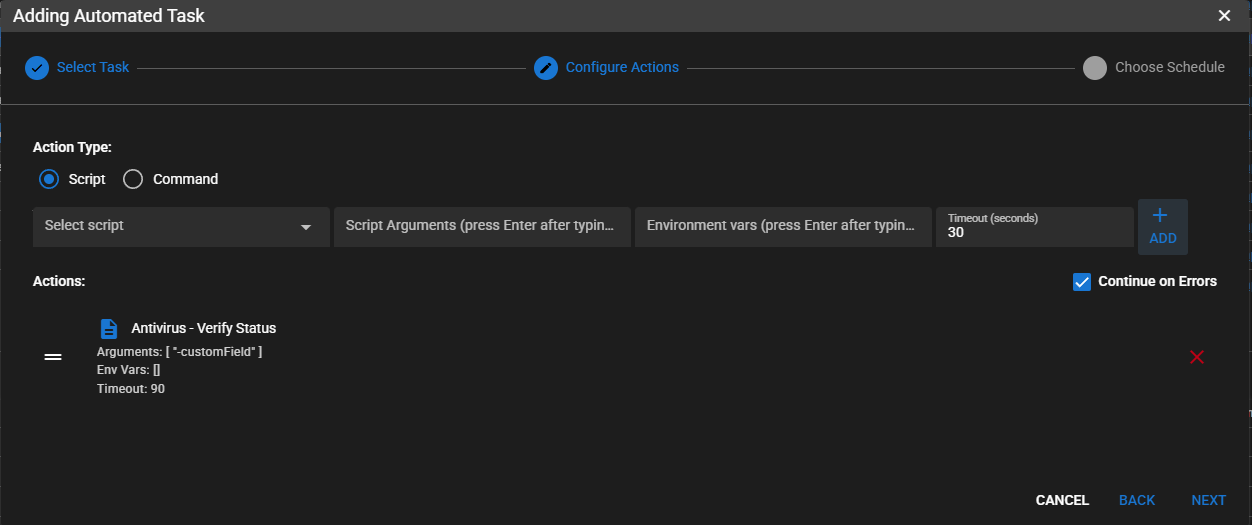 Adding Automated Task
Select Task
Configure Actions
Choose Schedule
Action Type:
Script
Command
Select script
Script Arguments (press Enter after typin...
Environment vars (press Enter after typin...
Timeout (seconds)
30
ADD
Actions:
Continue on Errors
Antivirus - Verify Status
Arguments: [ "-customField" ]
Env Vars: []
Timeout: 90
CANCEL
BACK
NEXT